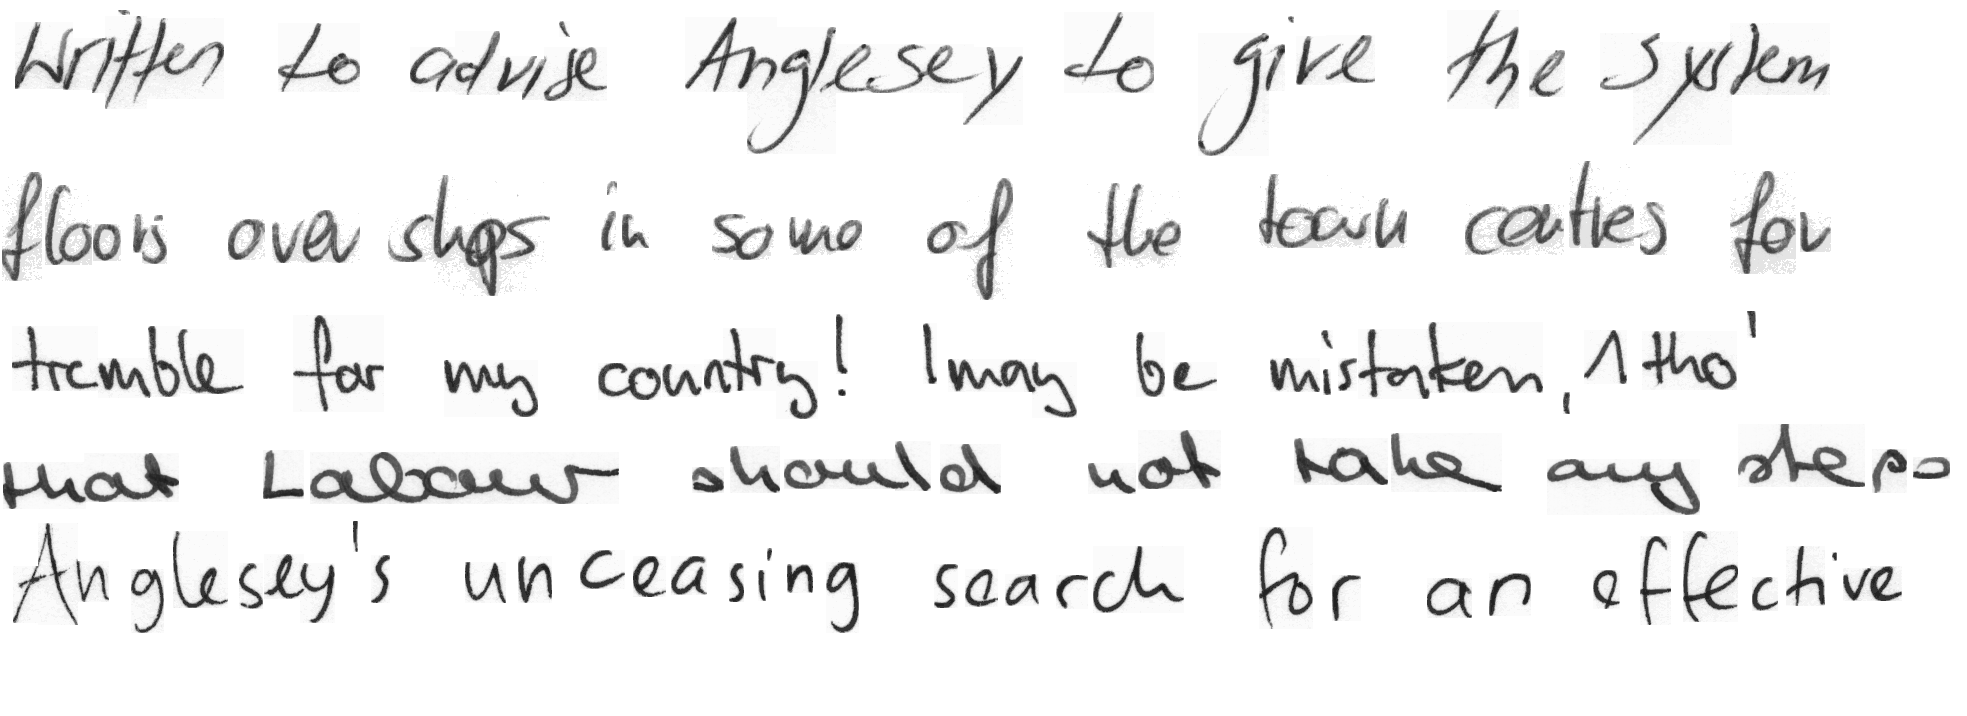 written to advise Anglesey to give the system
floors over shops in some of the town centres for
tremble for my country! I may be mistaken, 1 tho'
that Labour should not take any steps
Anglesey's unceasing search for an effective